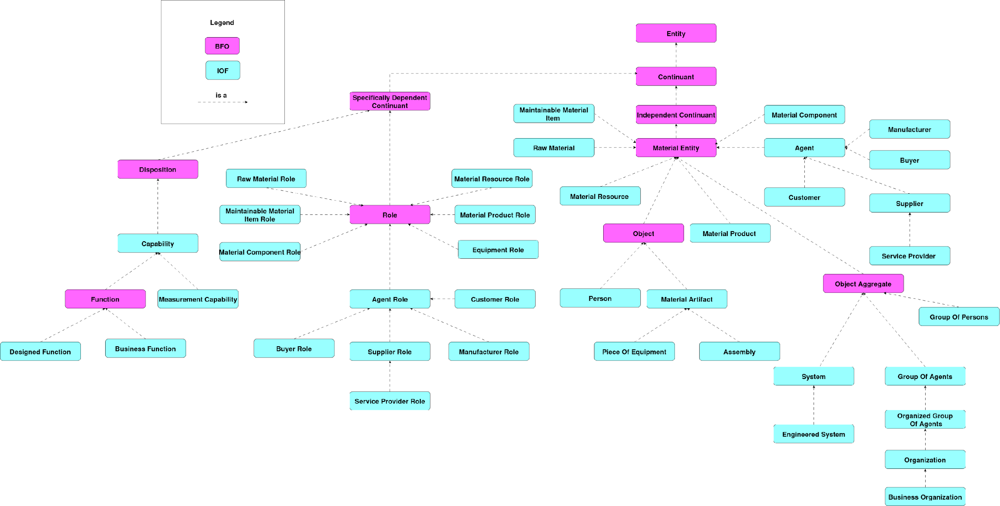 Legend
BFO
IOF
is a
Entity
Continuant
Specifically Dependent
Continuant
Maintainable Material
Item
Independent Continuant
Material Component
Manufacturer
Raw Material
Material Entity
Agent
Buyer
Disposition
Raw Material Role
Material Resource Role
Material Resource
Customer
Supplier
Maintainable Material
Item Role
Role
Material Product Role
Object
Material Product
Capability
Material Component Role
Equipment Role
Service Provider
Object Aggregate
Function
Measurement Capability
Agent Role
Customer Role
Person
Material Artifact
Group Of Persons
Designed Function
Business Function
Buyer Role
Supplier Role
Manufacturer Role
Piece Of Equipment
Assembly
System
Group Of Agents
Service Provider Role
Organized Group
Of Agents
Engineered System
Organization
Business Organization